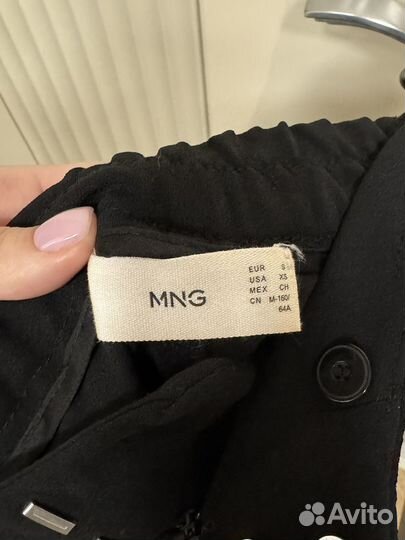 MNG
EUR S
USA XS
MEX CH
CN M-160/
64A
Avito